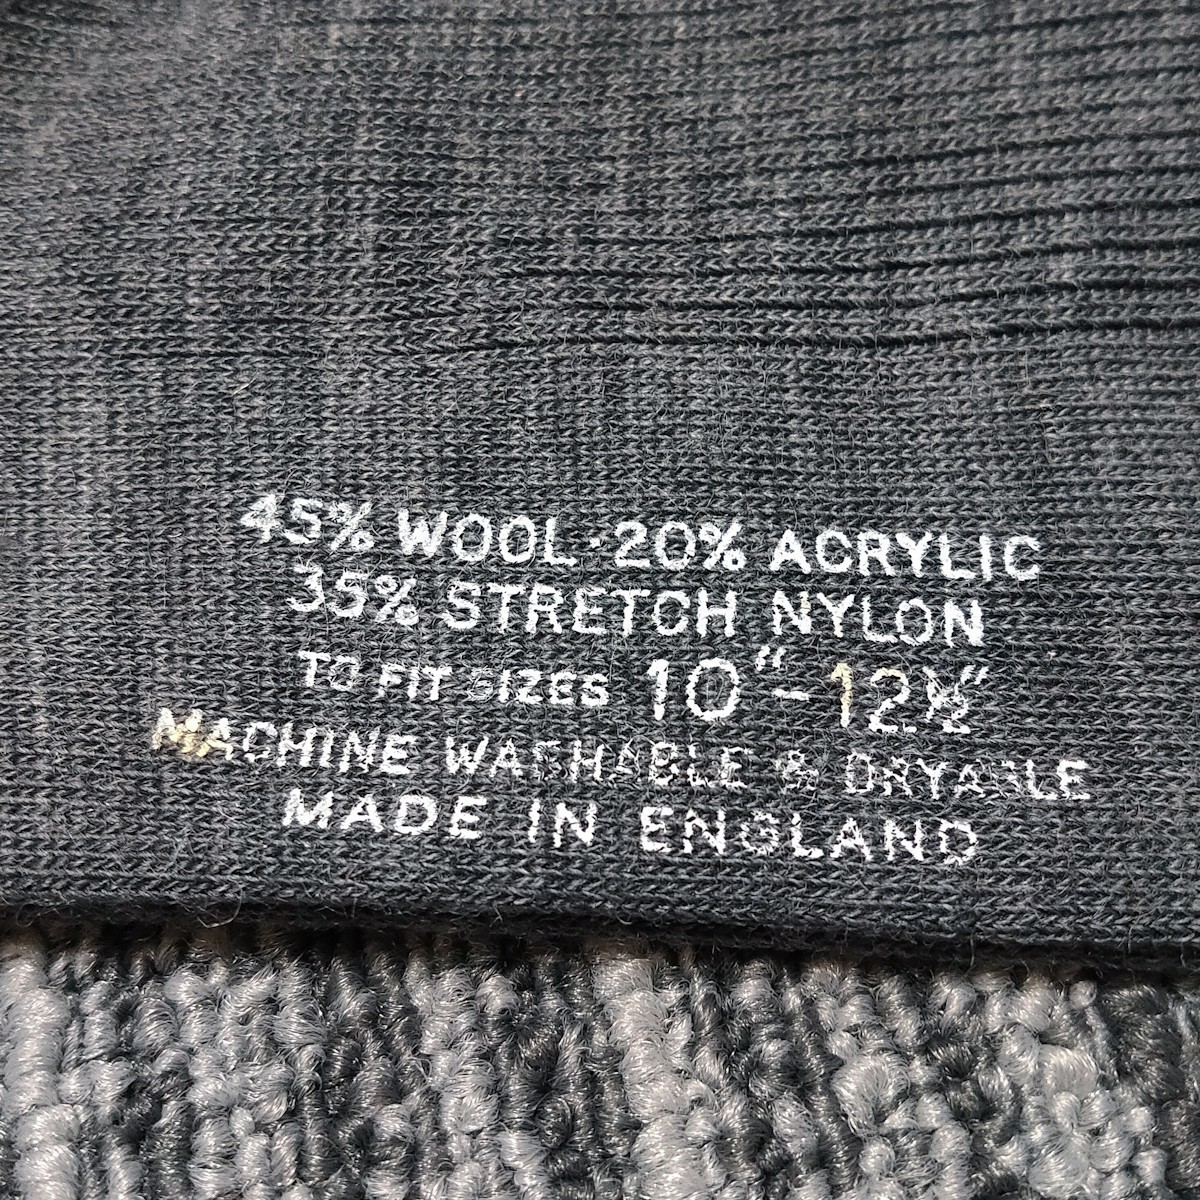 45% WOOL·20% ACRYLIC
35% STRETCH NYLON
TO FIT SIZES 10"-12½"
MACHINE WASHABLE & DRYABLE
MADE IN ENGLAND